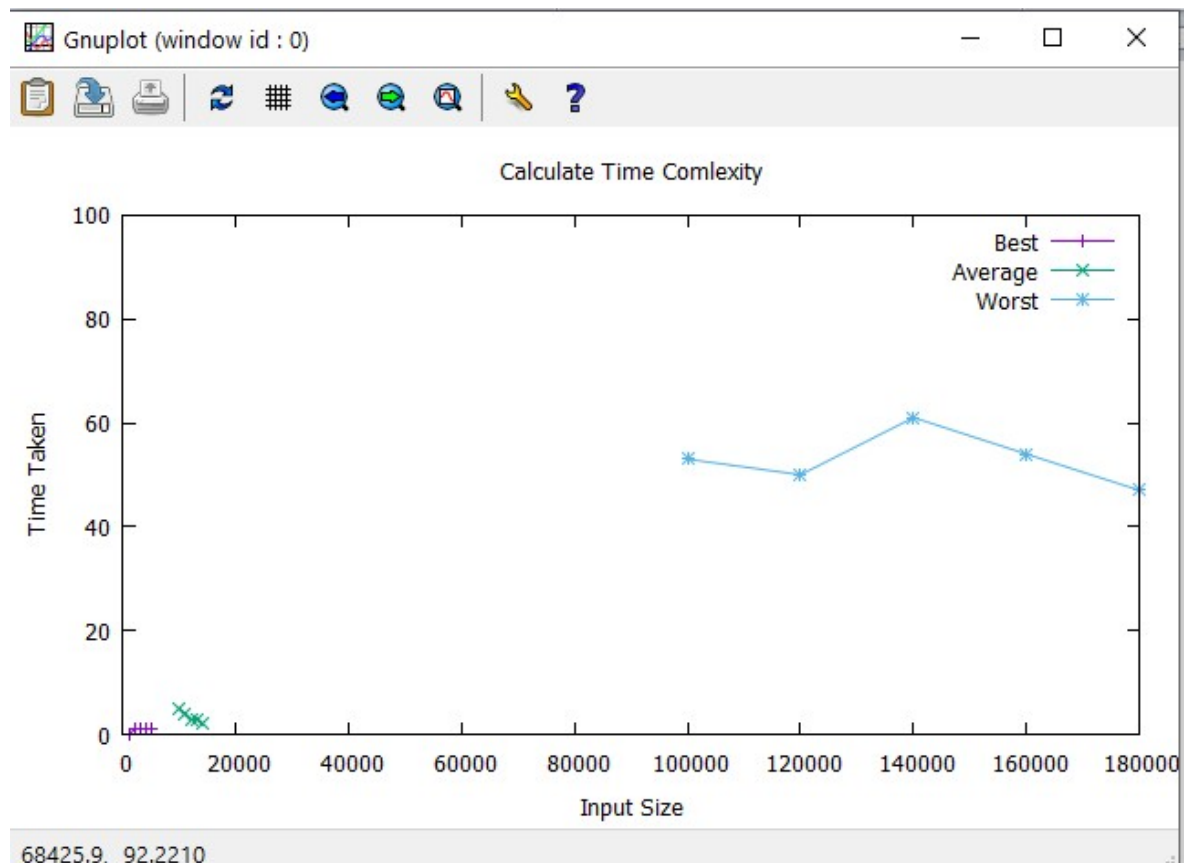 Gnuplot (window id : 0)
Calculate Time Comlexity
100
80
60
40
20
0
Time Taken
Best
Average
Worst
0 20000 40000 60000 80000 100000 120000 140000 160000 180000
Input Size
68425.9, 92.2210